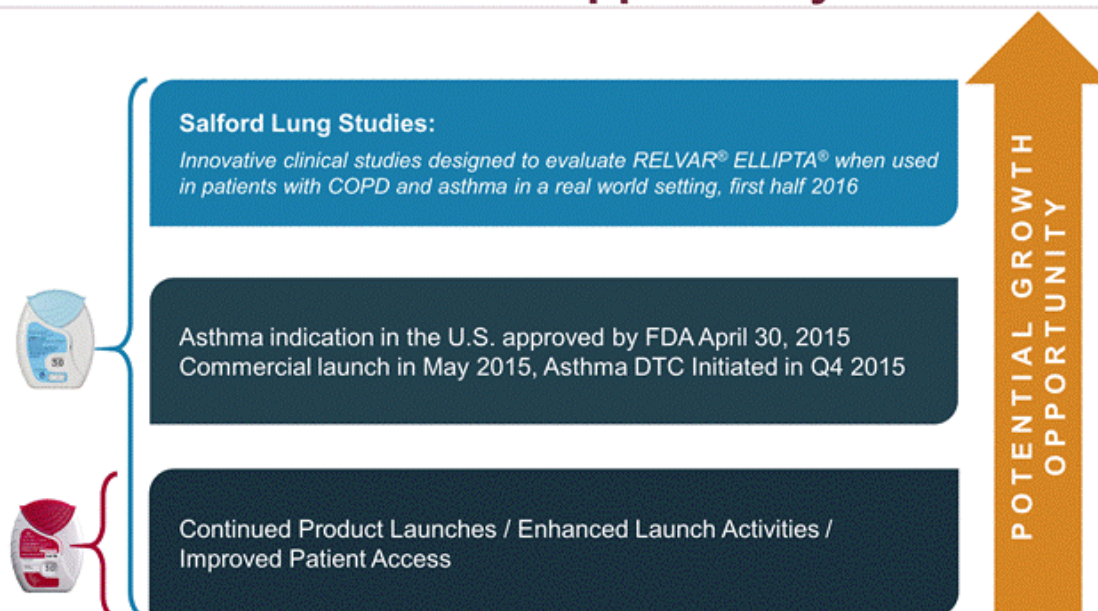 Salford Lung Studies:
Innovative clinical studies designed to evaluate RELVAR® ELLIPTA® when used
in patients with COPD and asthma in a real world setting, first half 2016
Asthma indication in the U.S. approved by FDA April 30, 2015
Commercial launch in May 2015, Asthma DTC Initiated in Q4 2015
Continued Product Launches / Enhanced Launch Activities /
Improved Patient Access
POTENTIAL GROWTH
OPPORTUNITY